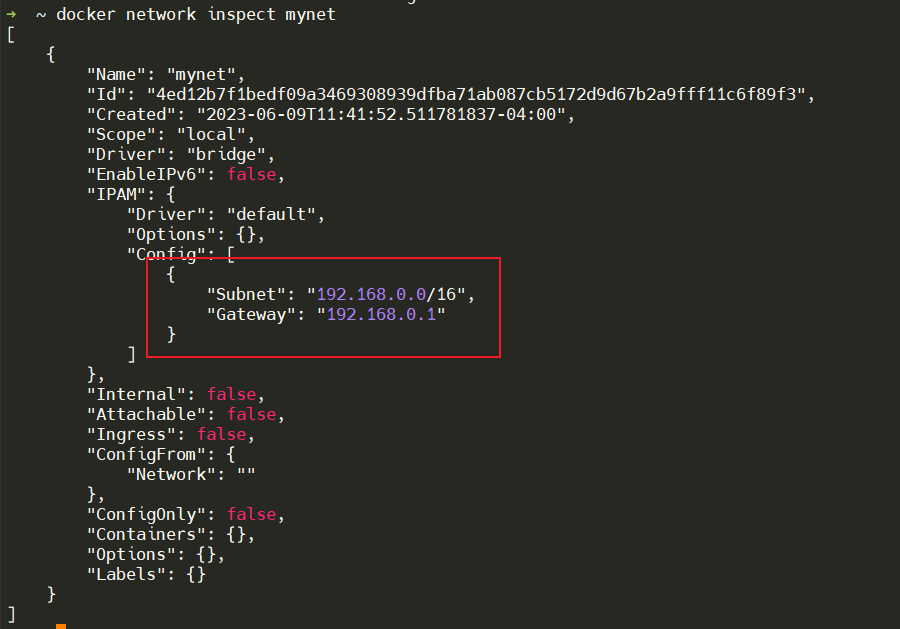 ➜  ~ docker network inspect mynet
[
    {
        "Name": "mynet",
        "Id": "4ed12b7f1bedf09a3469308939dfba71ab087cb5172d9d67b2a9fff11c6f89f3",
        "Created": "2023-06-09T11:41:52.511781837-04:00",
        "Scope": "local",
        "Driver": "bridge",
        "EnableIPv6": false,
        "IPAM": {
            "Driver": "default",
            "Options": {},
            "Config": [
                {
                    "Subnet": "192.168.0.0/16",
                    "Gateway": "192.168.0.1"
                }
            ]
        },
        "Internal": false,
        "Attachable": false,
        "Ingress": false,
        "ConfigFrom": {
            "Network": ""
        },
        "ConfigOnly": false,
        "Containers": {},
        "Options": {},
        "Labels": {}
    }
]